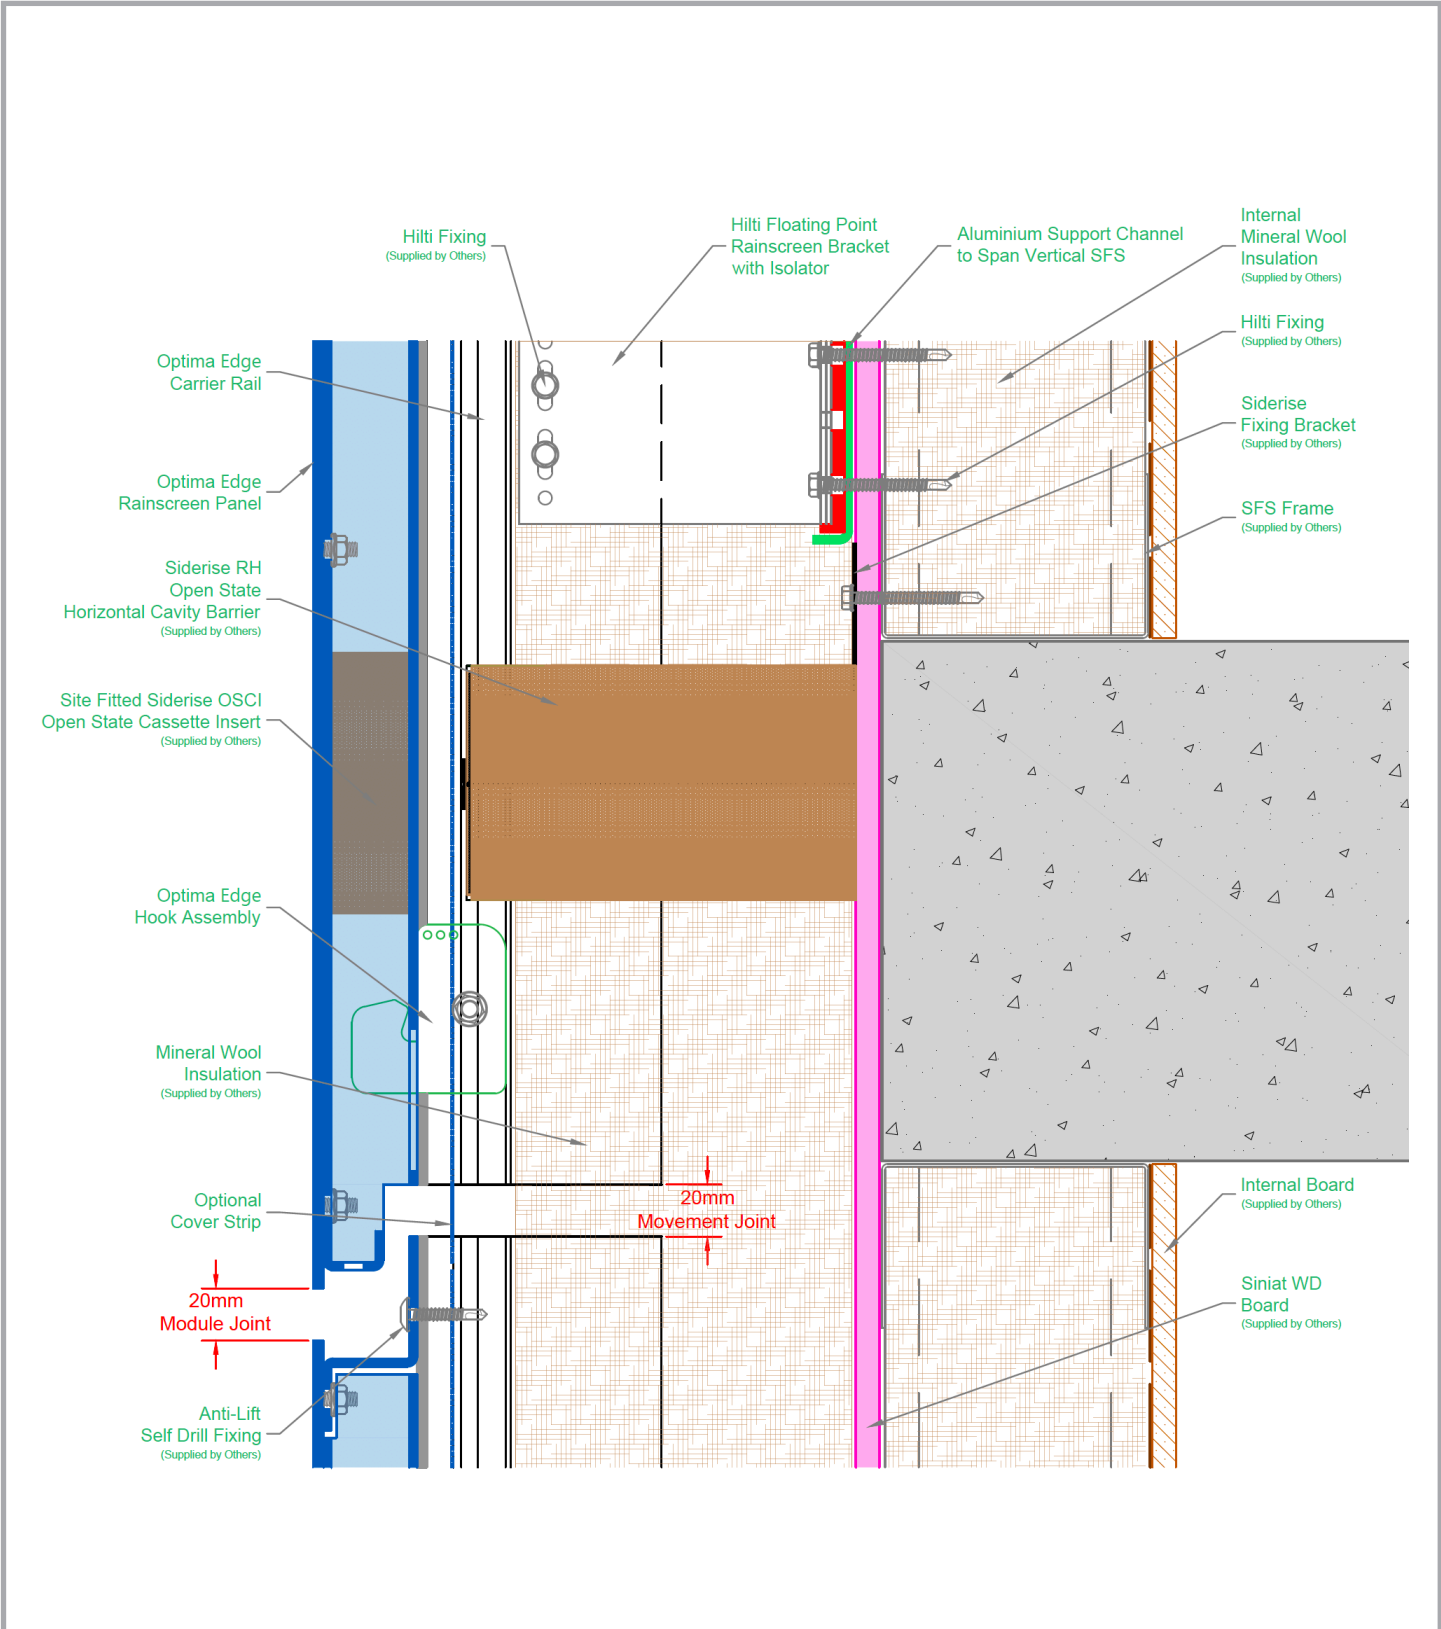 Hilti Fixing
(Supplied by Others)
Hilti Floating Point
Rainscreen Bracket
with Isolator
Aluminium Support Channel
to Span Vertical SFS
Internal
Mineral Wool
Insulation
(Supplied by Others)
Hilti Fixing
(Supplied by Others)
Siderise
Fixing Bracket
(Supplied by Others)
SFS Frame
(Supplied by Others)
Optima Edge
Carrier Rail
Optima Edge
Rainscreen Panel
Siderise RH
Open State
Horizontal Cavity Barrier
(Supplied by Others)
Site Fitted Siderise OSCI
Open State Cassette Insert
(Supplied by Others)
Optima Edge
Hook Assembly
Mineral Wool
Insulation
(Supplied by Others)
Optional
Cover Strip
20mm
Movement Joint
20mm
Module Joint
Anti-Lift
Self Drill Fixing
(Supplied by Others)
Internal Board
(Supplied by Others)
Siniat WD
Board
(Supplied by Others)